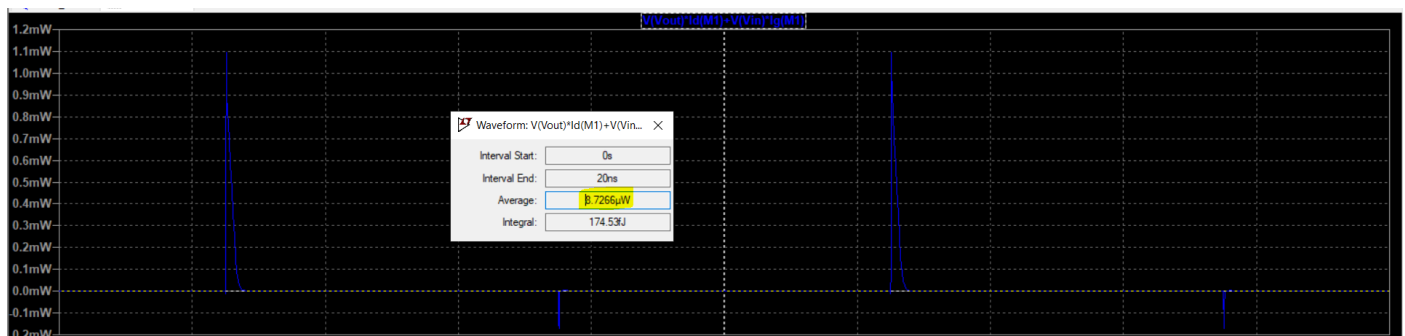 V(Vout)*Id(M1)+V(Vin)*Ig(M1)
1.2mW
1.1mW
1.0mW
0.9mW
0.8mW
0.7mW
0.6mW
0.5mW
0.4mW
0.3mW
0.2mW
0.1mW
0.0mW
-0.1mW
-0.2mW
Waveform: V(Vout)*Id(M1)+V(Vin...
Interval Start: 0s
Interval End: 20ns
Average: 8.7266µW
Integral: 174.53fJ